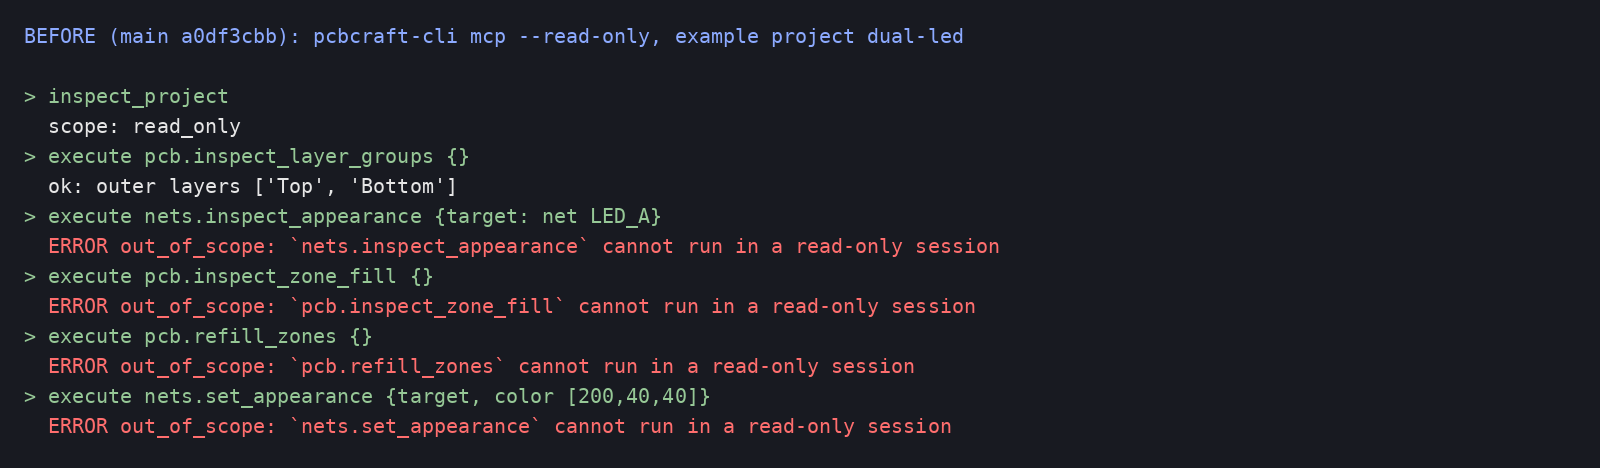 BEFORE (main a0df3cbb): pcbcraft-cli mcp --read-only, example project dual-led
> inspect_project
scope: read_only
> execute pcb.inspect_layer_groups {}
ok: outer layers ['Top', 'Bottom']
> execute nets.inspect_appearance {target: net LED_A}
ERROR out_of_scope: `nets.inspect_appearance` cannot run in a read-only session
> execute pcb.inspect_zone_fill {}
ERROR out_of_scope: `pcb.inspect_zone_fill` cannot run in a read-only session
> execute pcb.refill_zones {}
ERROR out_of_scope: `pcb.refill_zones` cannot run in a read-only session
> execute nets.set_appearance {target, color [200,40,40]}
ERROR out_of_scope: `nets.set_appearance` cannot run in a read-only session